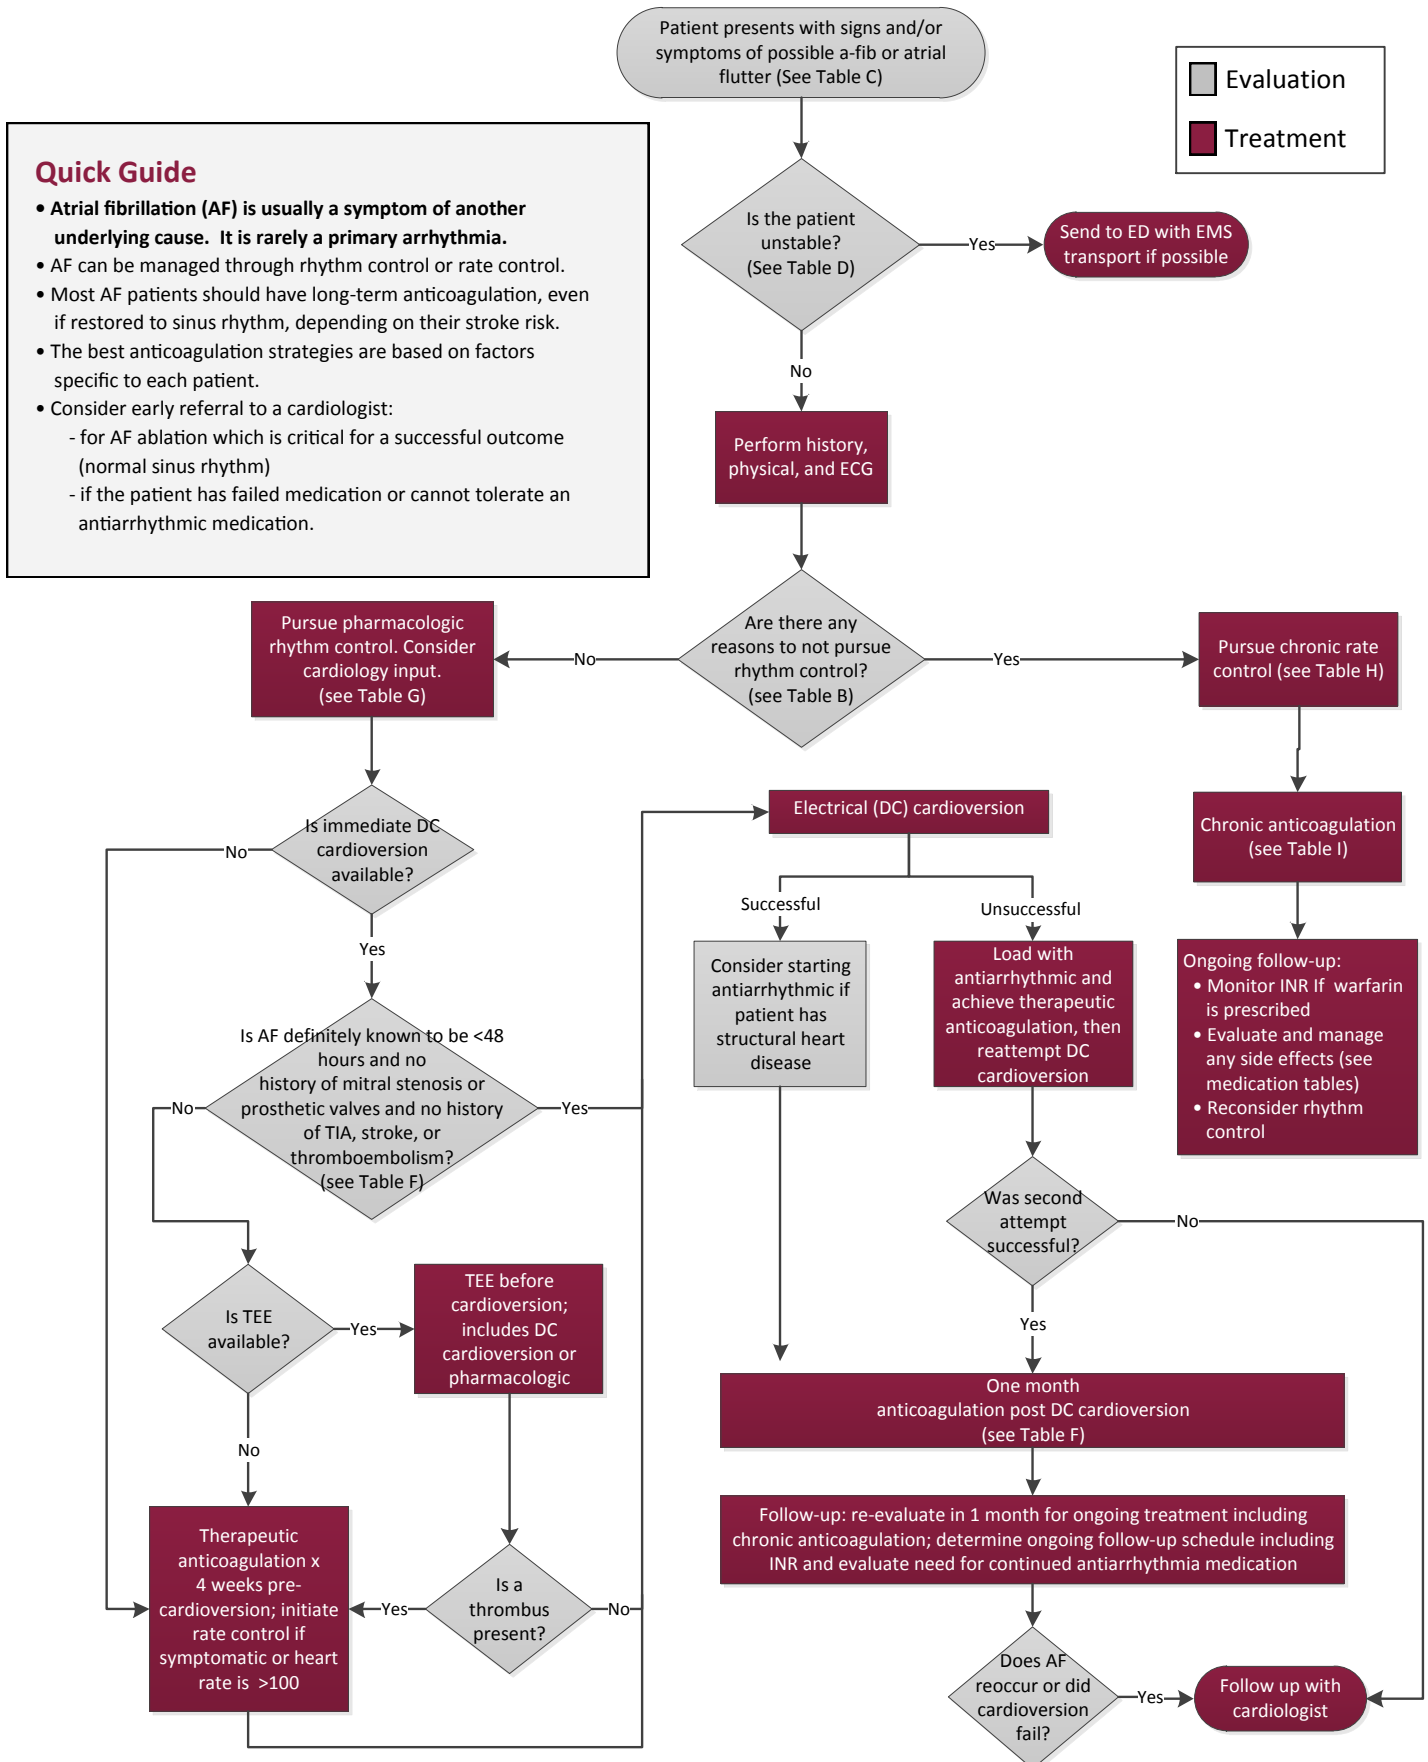 Patient presents with signs and/or
symptoms of possible a-fib or atrial
flutter (See Table C)
Evaluation
Treatment
Quick Guide
• Atrial fibrillation (AF) is usually a symptom of another
underlying cause.  It is rarely a primary arrhythmia.
• AF can be managed through rhythm control or rate control.
• Most AF patients should have long-term anticoagulation, even
if restored to sinus rhythm, depending on their stroke risk.
• The best anticoagulation strategies are based on factors
specific to each patient.
• Consider early referral to a cardiologist:
- for AF ablation which is critical for a successful outcome
(normal sinus rhythm)
- if the patient has failed medication or cannot tolerate an
antiarrhythmic medication.
Is the patient
unstable?
(See Table D)
Yes
Send to ED with EMS
transport if possible
No
Perform history,
physical, and ECG
Are there any
reasons to not pursue
rhythm control?
(see Table B)
No
Yes
Pursue pharmacologic
rhythm control. Consider
cardiology input.
(see Table G)
Pursue chronic rate
control (see Table H)
Chronic anticoagulation
(see Table I)
Ongoing follow-up:
• Monitor INR If  warfarin
is prescribed
• Evaluate and manage
any side effects (see
medication tables)
• Reconsider rhythm
control
Is immediate DC
cardioversion
available?
No
Yes
Is AF definitely known to be <48
hours and no
history of mitral stenosis or
prosthetic valves and no history
of TIA, stroke, or
thromboembolism?
(see Table F)
No
Yes
Electrical (DC) cardioversion
Successful
Unsuccessful
Consider starting
antiarrhythmic if
patient has
structural heart
disease
Load with
antiarrhythmic and
achieve therapeutic
anticoagulation, then
reattempt DC
cardioversion
Was second
attempt
successful?
No
Yes
Is TEE
available?
Yes
No
TEE before
cardioversion;
includes DC
cardioversion or
pharmacologic
Is a
thrombus
present?
Yes
No
Therapeutic
anticoagulation x
4 weeks pre-
cardioversion; initiate
rate control if
symptomatic or heart
rate is  >100
One month
anticoagulation post DC cardioversion
(see Table F)
Follow-up: re-evaluate in 1 month for ongoing treatment including
chronic anticoagulation; determine ongoing follow-up schedule including
INR and evaluate need for continued antiarrhythmia medication
Does AF
reoccur or did
cardioversion
fail?
Yes
Follow up with
cardiologist